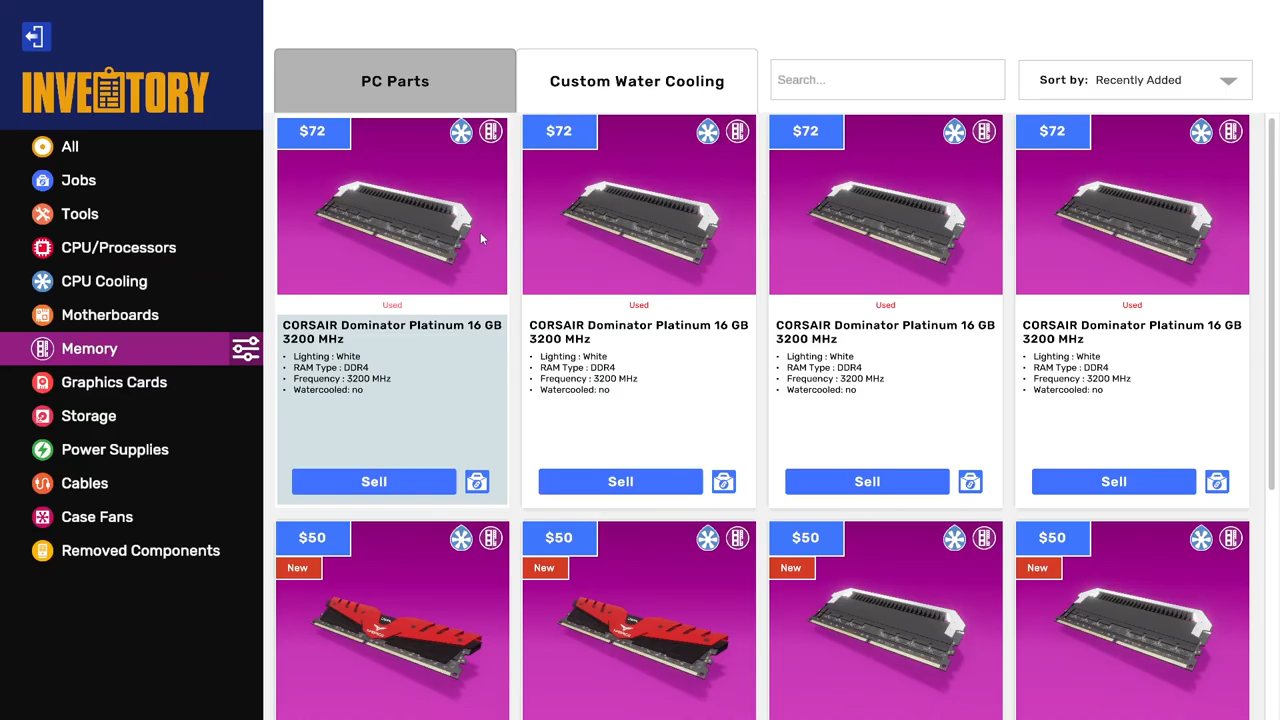 INVENTORY
All
Jobs
Tools
CPU/Processors
CPU Cooling
Motherboards
Memory
Graphics Cards
Storage
Power Supplies
Cables
Case Fans
Removed Components
PC Parts
Custom Water Cooling
Search...
Sort by: Recently Added
$72
Used
CORSAIR Dominator Platinum 16 GB
3200 MHz
• Lighting : White
• RAM Type : DDR4
• Frequency : 3200 MHz
• Watercooled: no
Sell
$72
Used
CORSAIR Dominator Platinum 16 GB
3200 MHz
• Lighting : White
• RAM Type : DDR4
• Frequency : 3200 MHz
• Watercooled: no
Sell
$72
Used
CORSAIR Dominator Platinum 16 GB
3200 MHz
• Lighting : White
• RAM Type : DDR4
• Frequency : 3200 MHz
• Watercooled: no
Sell
$72
Used
CORSAIR Dominator Platinum 16 GB
3200 MHz
• Lighting : White
• RAM Type : DDR4
• Frequency : 3200 MHz
• Watercooled: no
Sell
$50
New
$50
New
$50
New
$50
New